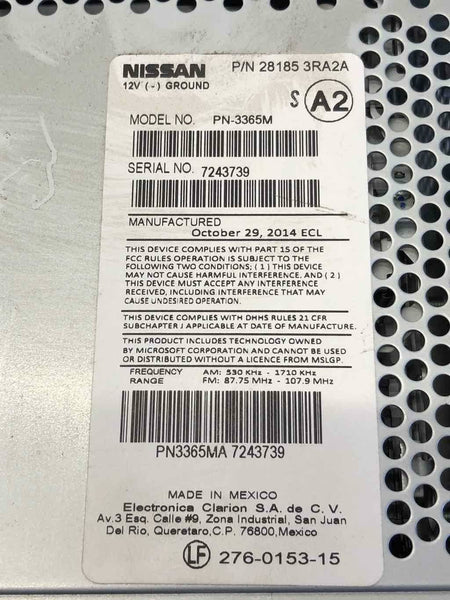 NISSAN P/N 28185 3RA2A
12V (-) GROUND
S A2
MODEL NO. PN-3365M
SERIAL NO. 7243739
MANUFACTURED
October 29, 2014 ECL
THIS DEVICE COMPLIES WITH PART 15 OF THE
FCC RULES OPERATION IS SUBJECT TO THE
FOLLOWING TWO CONDITIONS; ( 1 ) THIS DEVICE
MAY NOT CAUSE HARMFUL INTERFERENCE, AND ( 2 )
THIS DEVICE MUST ACCEPT ANY INTERFERENCE
RECEIVED, INCLUDING INTERFERENCE THAT MAY
CAUSE UNDESIRED OPERATION.
THIS DEVICE COMPLIES WITH DHHS RULES 21 CFR
SUBCHAPTER J APPLICABLE AT DATE OF MANUFACTURE.
THIS PRODUCT INCLUDES TECHNOLOGY OWNED
BY MICROSOFT CORPORATION AND CANNOT BE USED
OR DISTRIBUTED WITHOUT A LICENCE FROM MSLGP.
FREQUENCY AM: 530 KHz - 1710 KHz
RANGE FM: 87.75 MHz - 107.9 MHz
PN3365MA 7243739
MADE IN MEXICO
Electronica Clarion S.A. de C. V.
Av.3 Esq. Calle #9, Zona Industrial, San Juan
Del Rio, Queretaro,C.P. 76800,Mexico
LF 276-0153-15